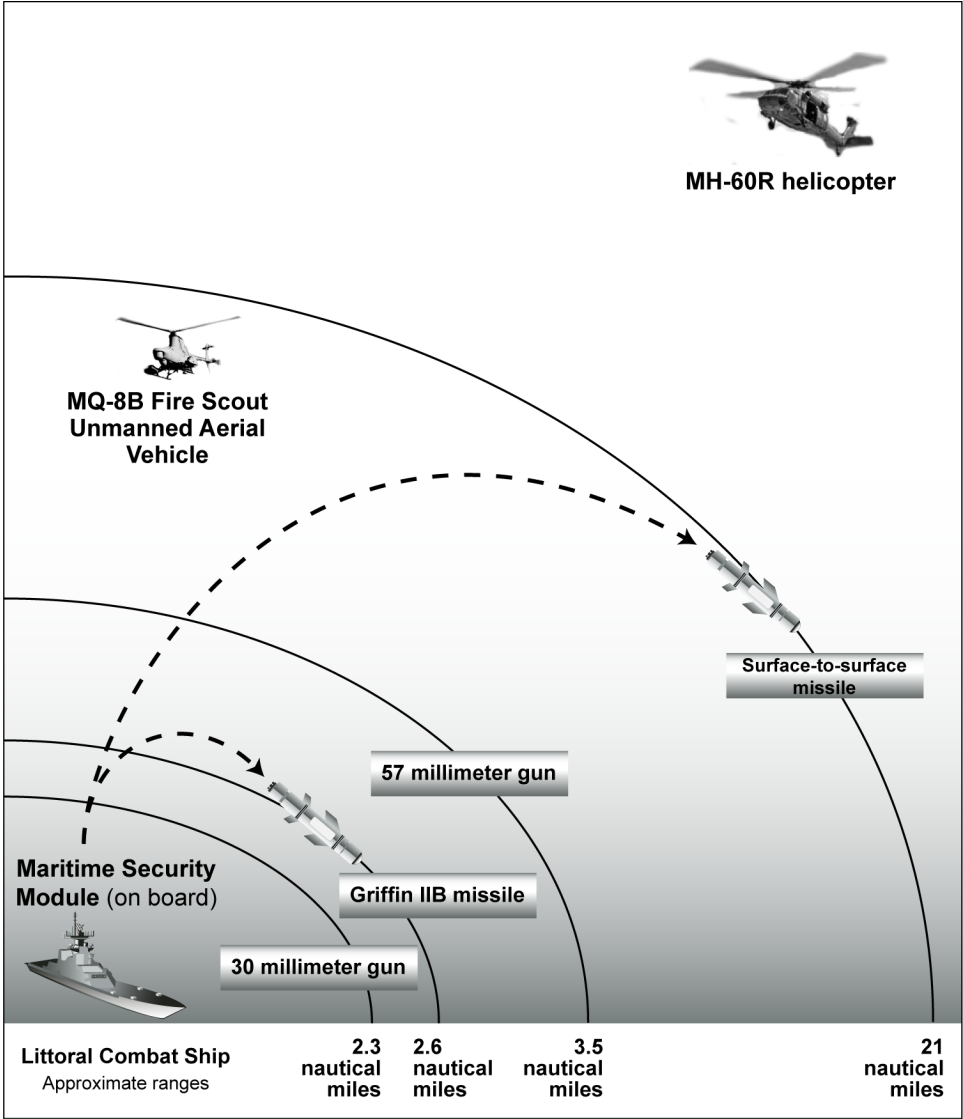 MH-60R helicopter
MQ-8B Fire Scout
Unmanned Aerial
Vehicle
Surface-to-surface
missile
57 millimeter gun
Maritime Security
Module (on board)
Griffin IIB missile
30 millimeter gun
Littoral Combat Ship
Approximate ranges
2.3
nautical
miles
2.6
nautical
miles
3.5
nautical
miles
21
nautical
miles